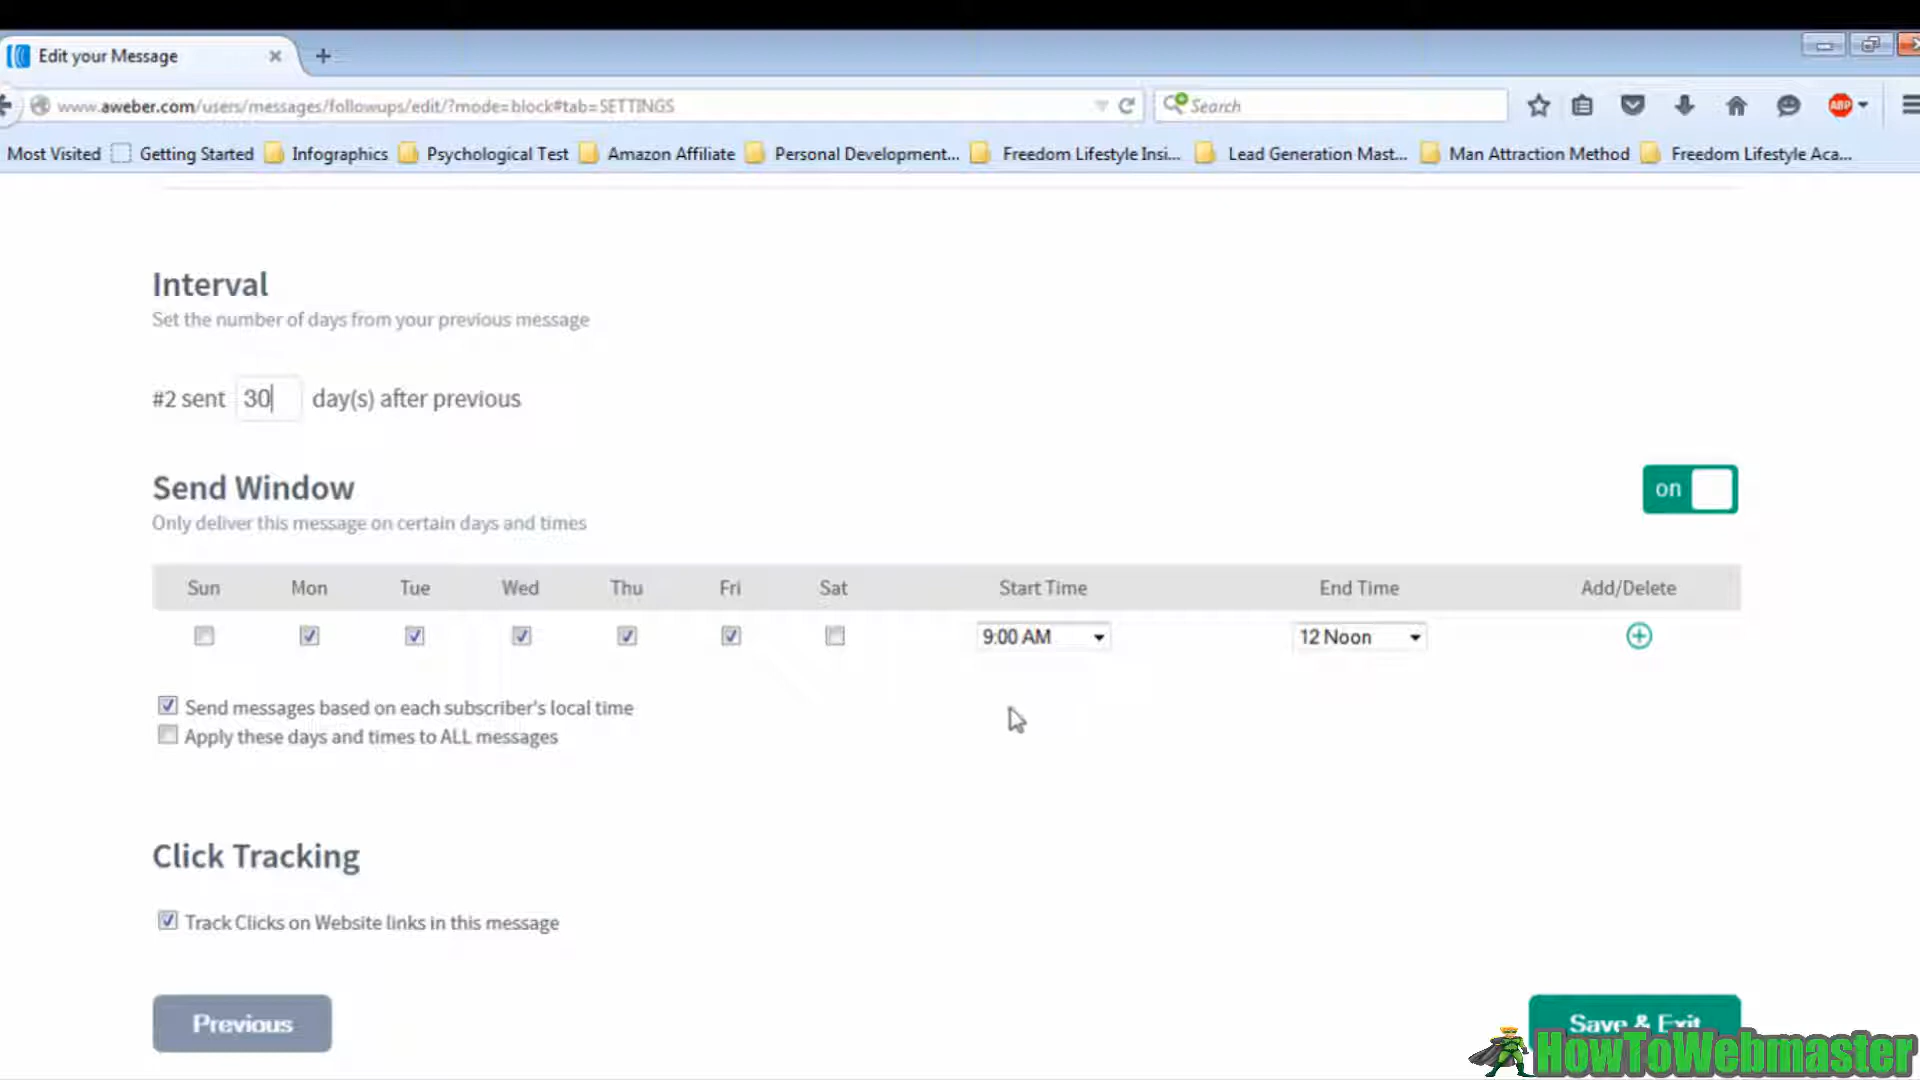 Edit your Message
www.aweber.com/users/messages/followups/edit/?mode=block#tab=SETTINGS
Search
ABP
Most Visited Getting Started Infographics Psychological Test Amazon Affiliate Personal Development... Freedom Lifestyle Insi... Lead Generation Mast... Man Attraction Method Freedom Lifestyle Aca...
Interval
Set the number of days from your previous message
#2 sent 30 day(s) after previous
Send Window
on
Only deliver this message on certain days and times
Sun Mon Tue Wed Thu Fri Sat Start Time End Time Add/Delete
9:00 AM 12 Noon
Send messages based on each subscriber's local time
Apply these days and times to ALL messages
Click Tracking
Track Clicks on Website links in this message
Previous
Save & Exit
HowToWebmaster